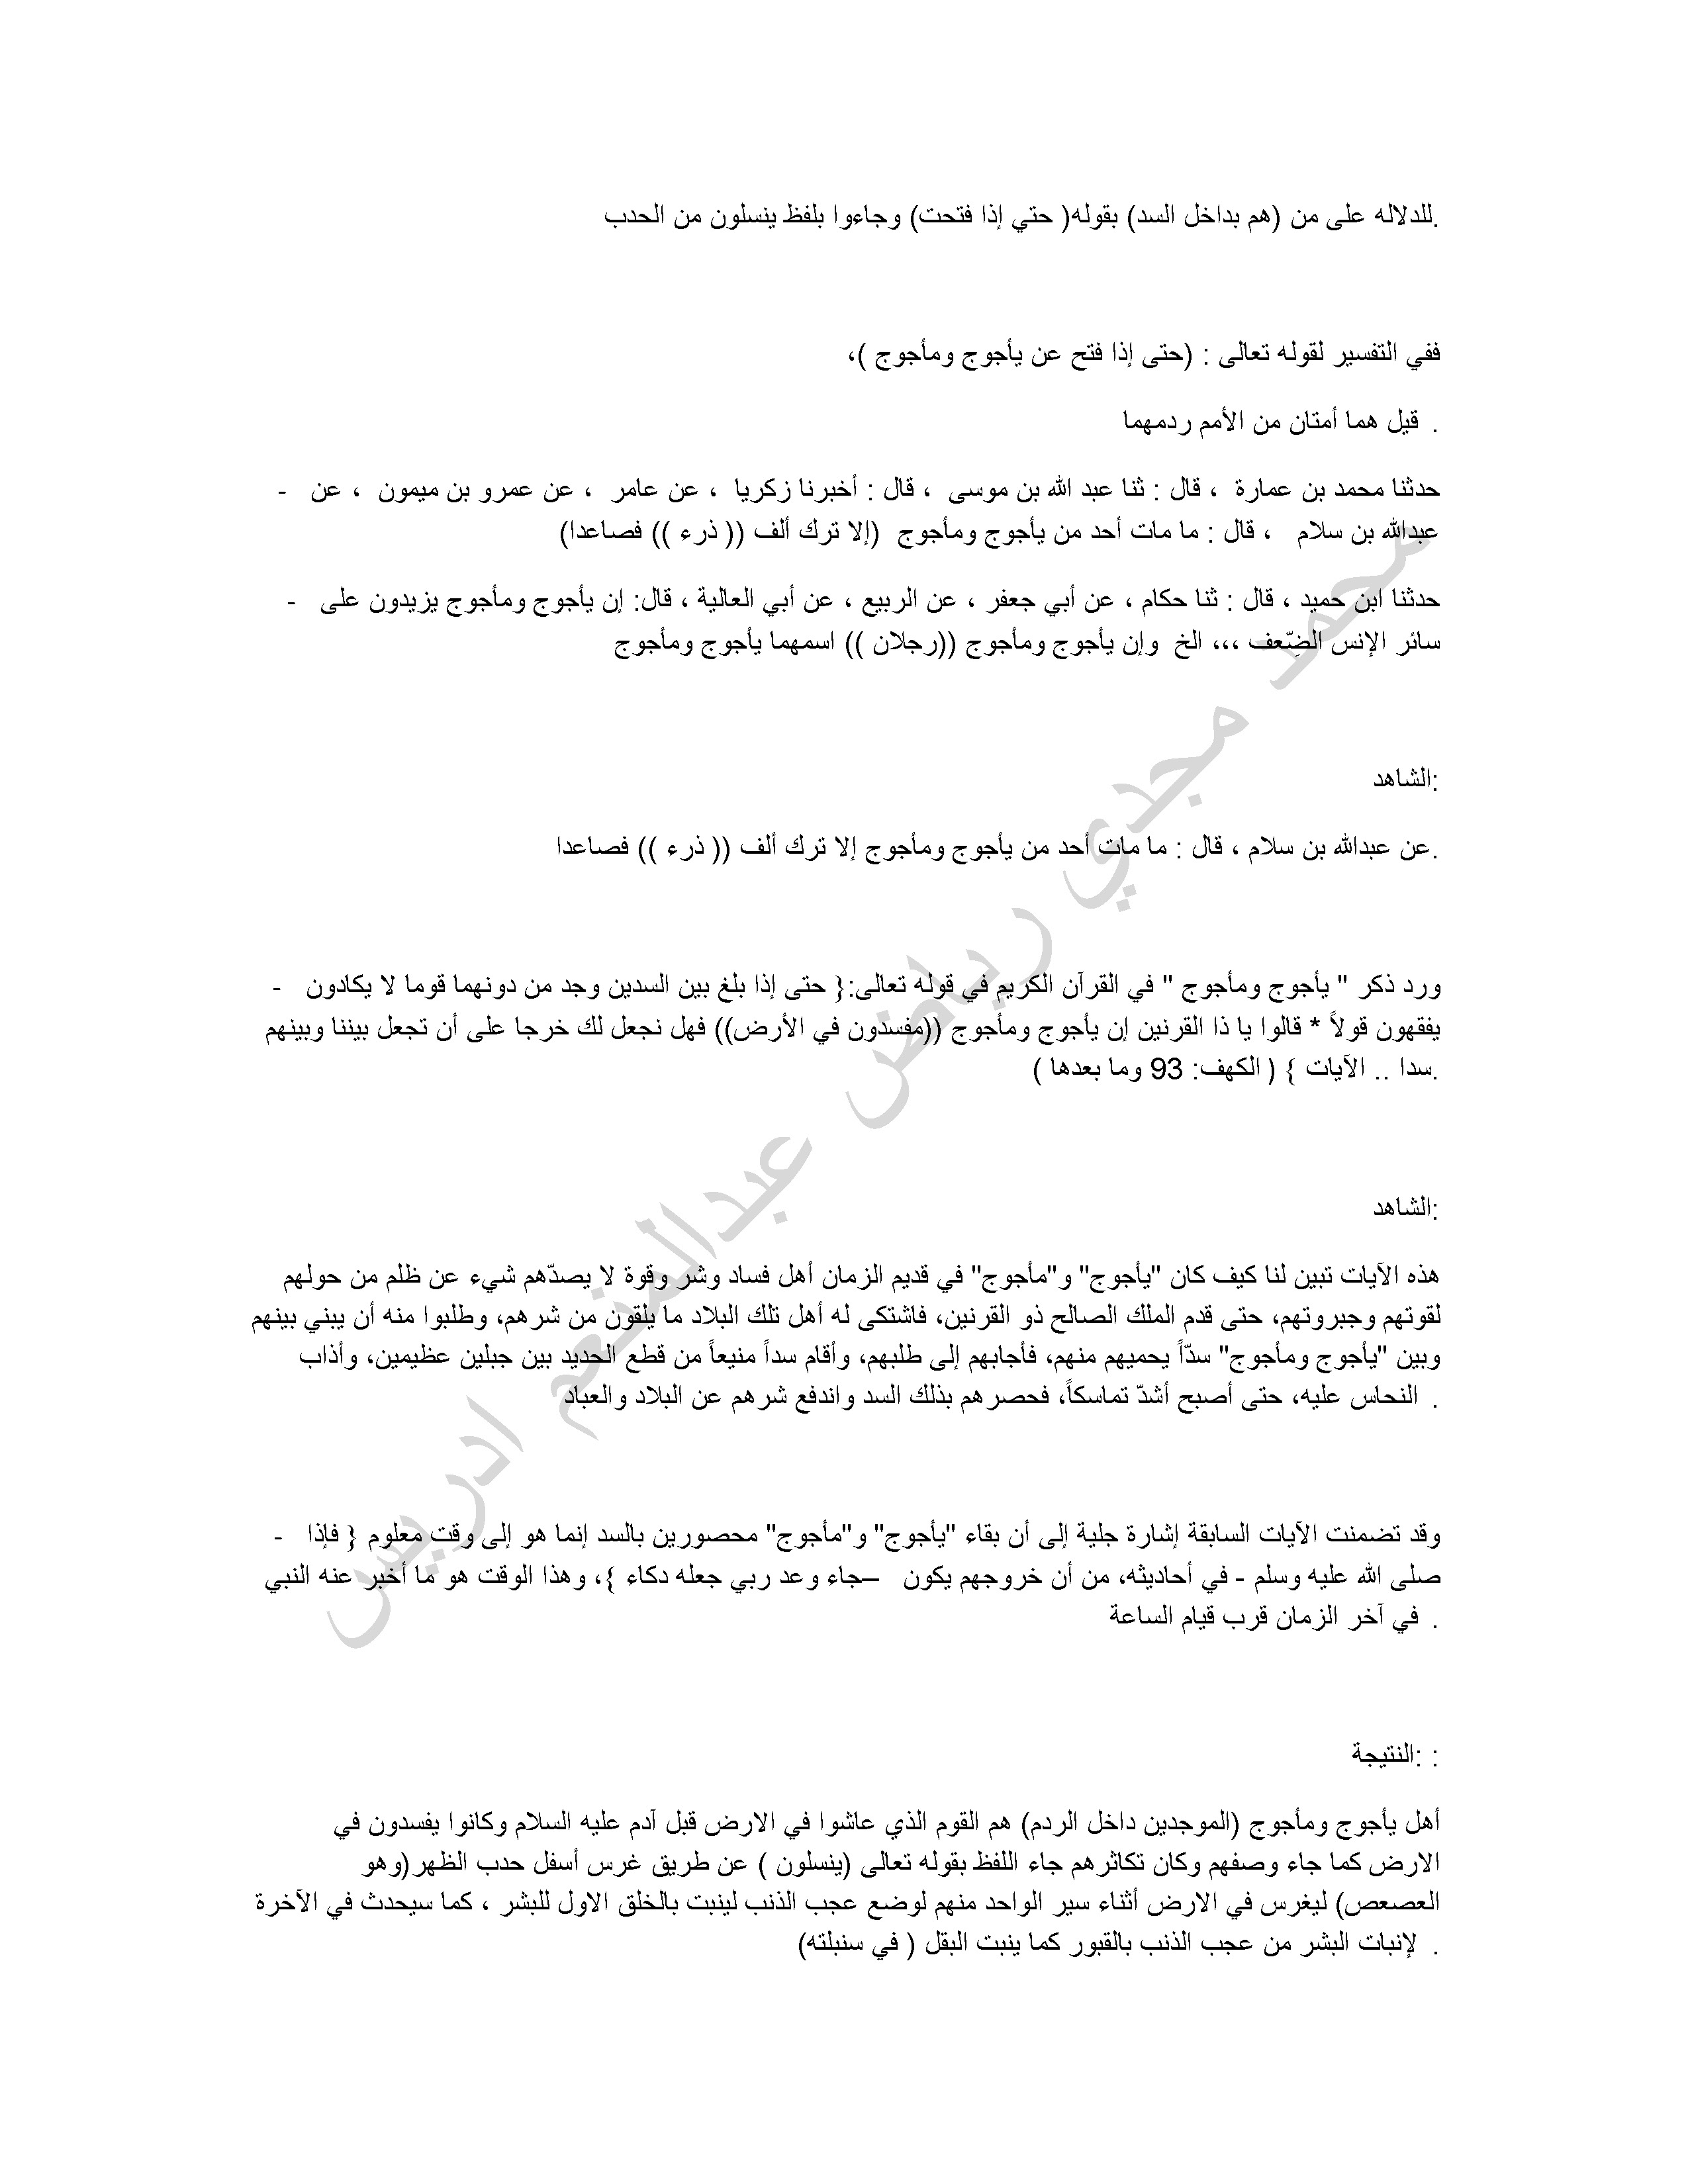 للدلاله على من (هم بداخل السد) بقوله( حتي إذا فتحت) وجاءوا بلفظ ينسلون من الحدب.
ففي التفسير لقوله تعالى : (حتى إذا فتح عن يأجوج ومأجوج )،
قيل هما أمتان من الأمم ردمهما .
حدثنا محمد بن عمارة ، قال : ثنا عبد الله بن موسى ، قال : أخبرنا زكريا ، عن عامر ، عن عمرو بن ميمون ، عن -
عبدالله بن سلام ، قال : ما مات أحد من يأجوج ومأجوج (إلا ترك ألف (( ذرء )) فصاعدا)
حدثنا ابن حميد ، قال : ثنا حكام ، عن أبي جعفر ، عن الربيع ، عن أبي العالية ، قال: إن يأجوج ومأجوج يزيدون على -
سائر الإنس الضِّعف ،،، الخ وإن يأجوج ومأجوج ((رجلان )) اسمهما يأجوج ومأجوج
الشاهد:
عن عبدالله بن سلام ، قال : ما مات أحد من يأجوج ومأجوج إلا ترك ألف (( ذرء )) فصاعدا.
ورد ذكر " يأجوج ومأجوج " في القرآن الكريم في قوله تعالى:{ حتى إذا بلغ بين السدين وجد من دونهما قوما لا يكادون -
يفقهون قولاً * قالوا يا ذا القرنين إن يأجوج ومأجوج ((مفسدون في الأرض)) فهل نجعل لك خرجا على أن تجعل بيننا وبينهم
سدا .. الآيات } ( الكهف: 93 وما بعدها ).
الشاهد:
هذه الآيات تبين لنا كيف كان "يأجوج" و"مأجوج" في قديم الزمان أهل فساد وشر وقوة لا يصدّهم شيء عن ظلم من حولهم
لقوتهم وجبروتهم، حتى قدم الملك الصالح ذو القرنين، فاشتكى له أهل تلك البلاد ما يلقون من شرهم، وطلبوا منه أن يبني بينهم
وبين "يأجوج ومأجوج" سدّاً يحميهم منهم، فأجابهم إلى طلبهم، وأقام سداً منيعاً من قطع الحديد بين جبلين عظيمين، وأذاب
النحاس عليه، حتى أصبح أشدّ تماسكاً، فحصرهم بذلك السد واندفع شرهم عن البلاد والعباد .
وقد تضمنت الآيات السابقة إشارة جلية إلى أن بقاء "يأجوج" و"مأجوج" محصورين بالسد إنما هو إلى وقت معلوم { فإذا -
صلى الله عليه وسلم - في أحاديثه، من أن خروجهم يكون –جاء وعد ربي جعله دكاء }، وهذا الوقت هو ما أخبر عنه النبي
في آخر الزمان قرب قيام الساعة .
النتيجة: :
أهل يأجوج ومأجوج (الموجدين داخل الردم) هم القوم الذي عاشوا في الارض قبل آدم عليه السلام وكانوا يفسدون في
الارض كما جاء وصفهم وكان تكاثرهم جاء اللفظ بقوله تعالى (ينسلون ) عن طريق غرس أسفل حدب الظهر(وهو
العصعص) ليغرس في الارض أثناء سير الواحد منهم لوضع عجب الذنب لينبت بالخلق الاول للبشر ، كما سيحدث في الآخرة
لإنبات البشر من عجب الذنب بالقبور كما ينبت البقل ( في سنبلته) .
محمد مجدي رياض عبدالمنعم ادريس